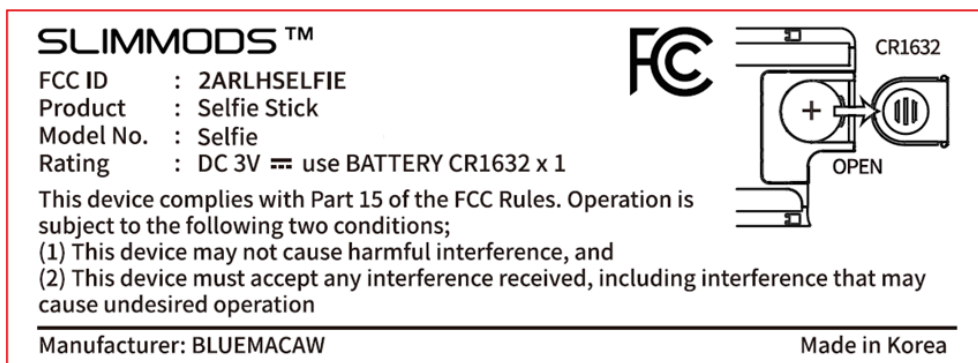 SLIMMODS™
FCC ID : 2ARLHSELFIE
Product : Selfie Stick
Model No. : Selfie
Rating : DC 3V ⎓ use BATTERY CR1632 x 1
FC
CR1632
+
OPEN
This device complies with Part 15 of the FCC Rules. Operation is
subject to the following two conditions;
(1) This device may not cause harmful interference, and
(2) This device must accept any interference received, including interference that may
cause undesired operation
Manufacturer: BLUEMACAW Made in Korea